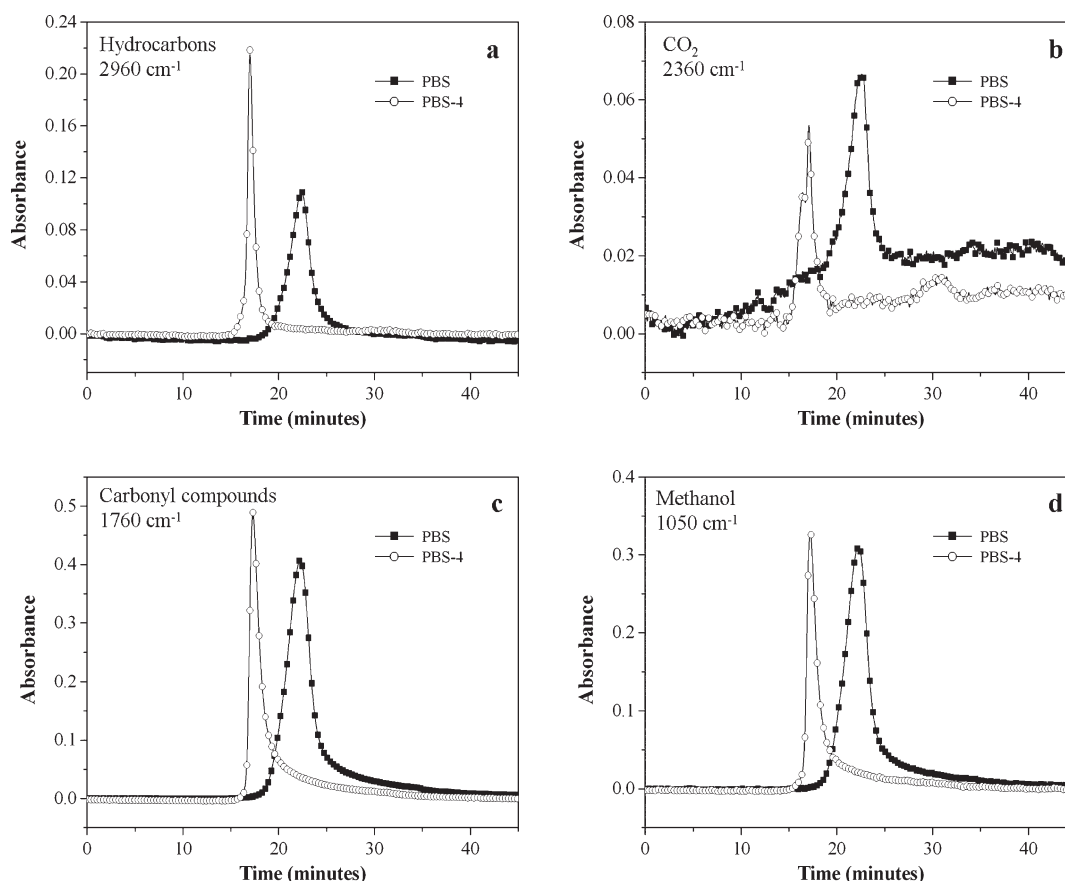 Hydrocarbons
2960 cm⁻¹
a
PBS
PBS-4
0.24
0.20
0.16
0.12
0.08
0.04
0.00
Absorbance
0 10 20 30 40
Time (minutes)
CO₂
2360 cm⁻¹
b
PBS
PBS-4
0.08
0.06
0.04
0.02
0.00
Absorbance
0 10 20 30 40
Time (minutes)
Carbonyl compounds
1760 cm⁻¹
c
PBS
PBS-4
0.5
0.4
0.3
0.2
0.1
0.0
Absorbance
0 10 20 30 40
Time (minutes)
Methanol
1050 cm⁻¹
d
PBS
PBS-4
0.4
0.3
0.2
0.1
0.0
Absorbance
0 10 20 30 40
Time (minutes)